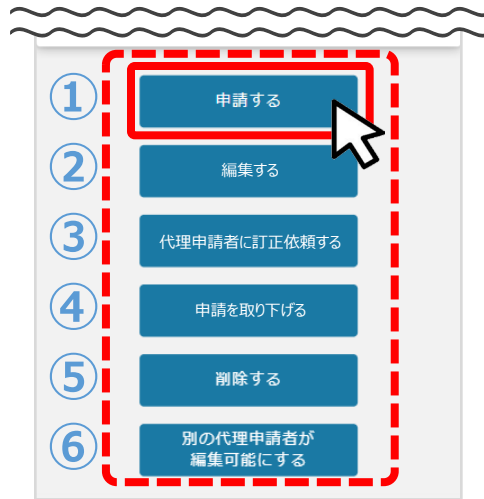 ①
申請する
②
編集する
③
代理申請者に訂正依頼する
④
申請を取り下げる
⑤
削除する
⑥
別の代理申請者が
編集可能にする